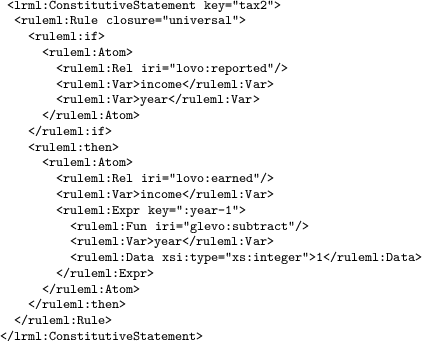 <lrml:ConstitutiveStatement key="tax2">
<ruleml:Rule closure="universal">
<ruleml:if>
<ruleml:Atom>
<ruleml:Rel iri="lovo:reported"/>
<ruleml:Var>income</ruleml:Var>
<ruleml:Var>year</ruleml:Var>
</ruleml:Atom>
</ruleml:if>
<ruleml:then>
<ruleml:Atom>
<ruleml:Rel iri="lovo:earned"/>
<ruleml:Var>income</ruleml:Var>
<ruleml:Expr key=":year-1">
<ruleml:Fun iri="glevo:subtract"/>
<ruleml:Var>year</ruleml:Var>
<ruleml:Data xsi:type="xs:integer">1</ruleml:Data>
</ruleml:Expr>
</ruleml:Atom>
</ruleml:then>
</ruleml:Rule>
</lrml:ConstitutiveStatement>